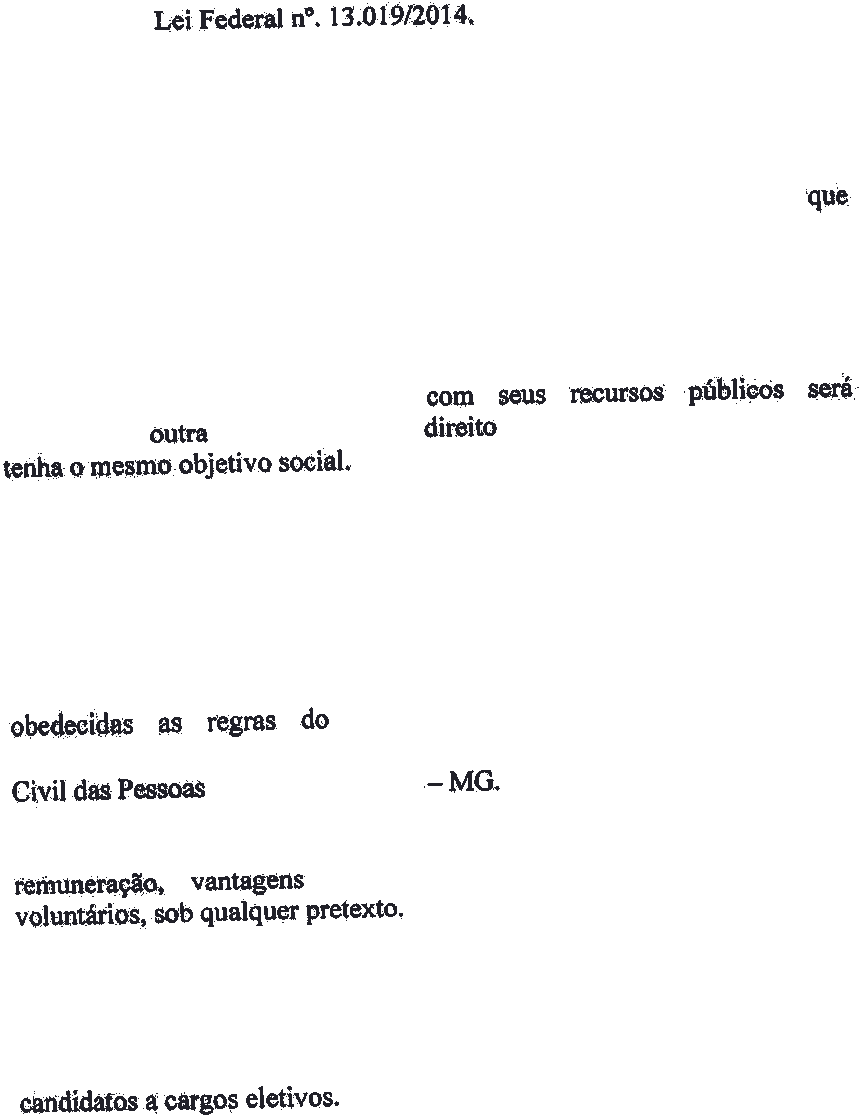 Lei Federal nº. 13.019/2014.
que
com seus recursos públicos será
outra direito
tenha o mesmo objetivo social.
obedecidas as regras do
Civil das Pessoas – MG.
remuneração, vantagens
voluntários, sob qualquer pretexto.
candidatos a cargos eletivos.